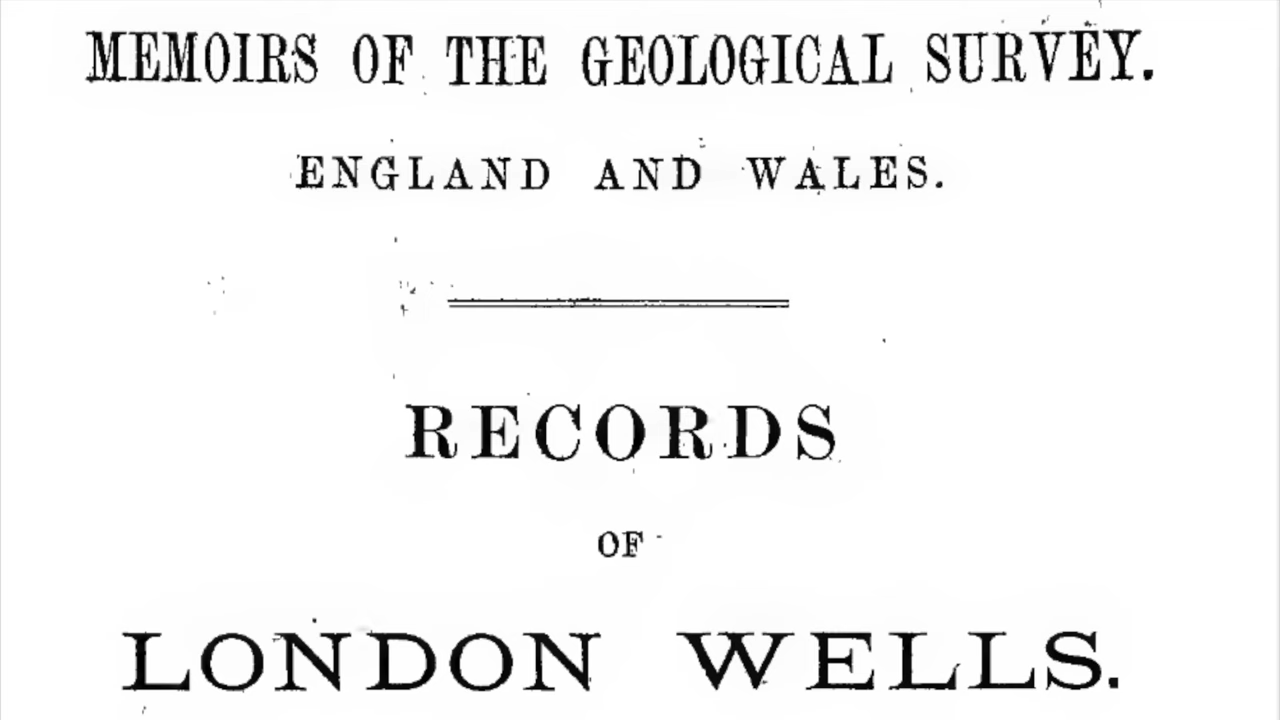 MEMOIRS OF THE GEOLOGICAL SURVEY.
ENGLAND AND WALES.
RECORDS
OF
LONDON WELLS.